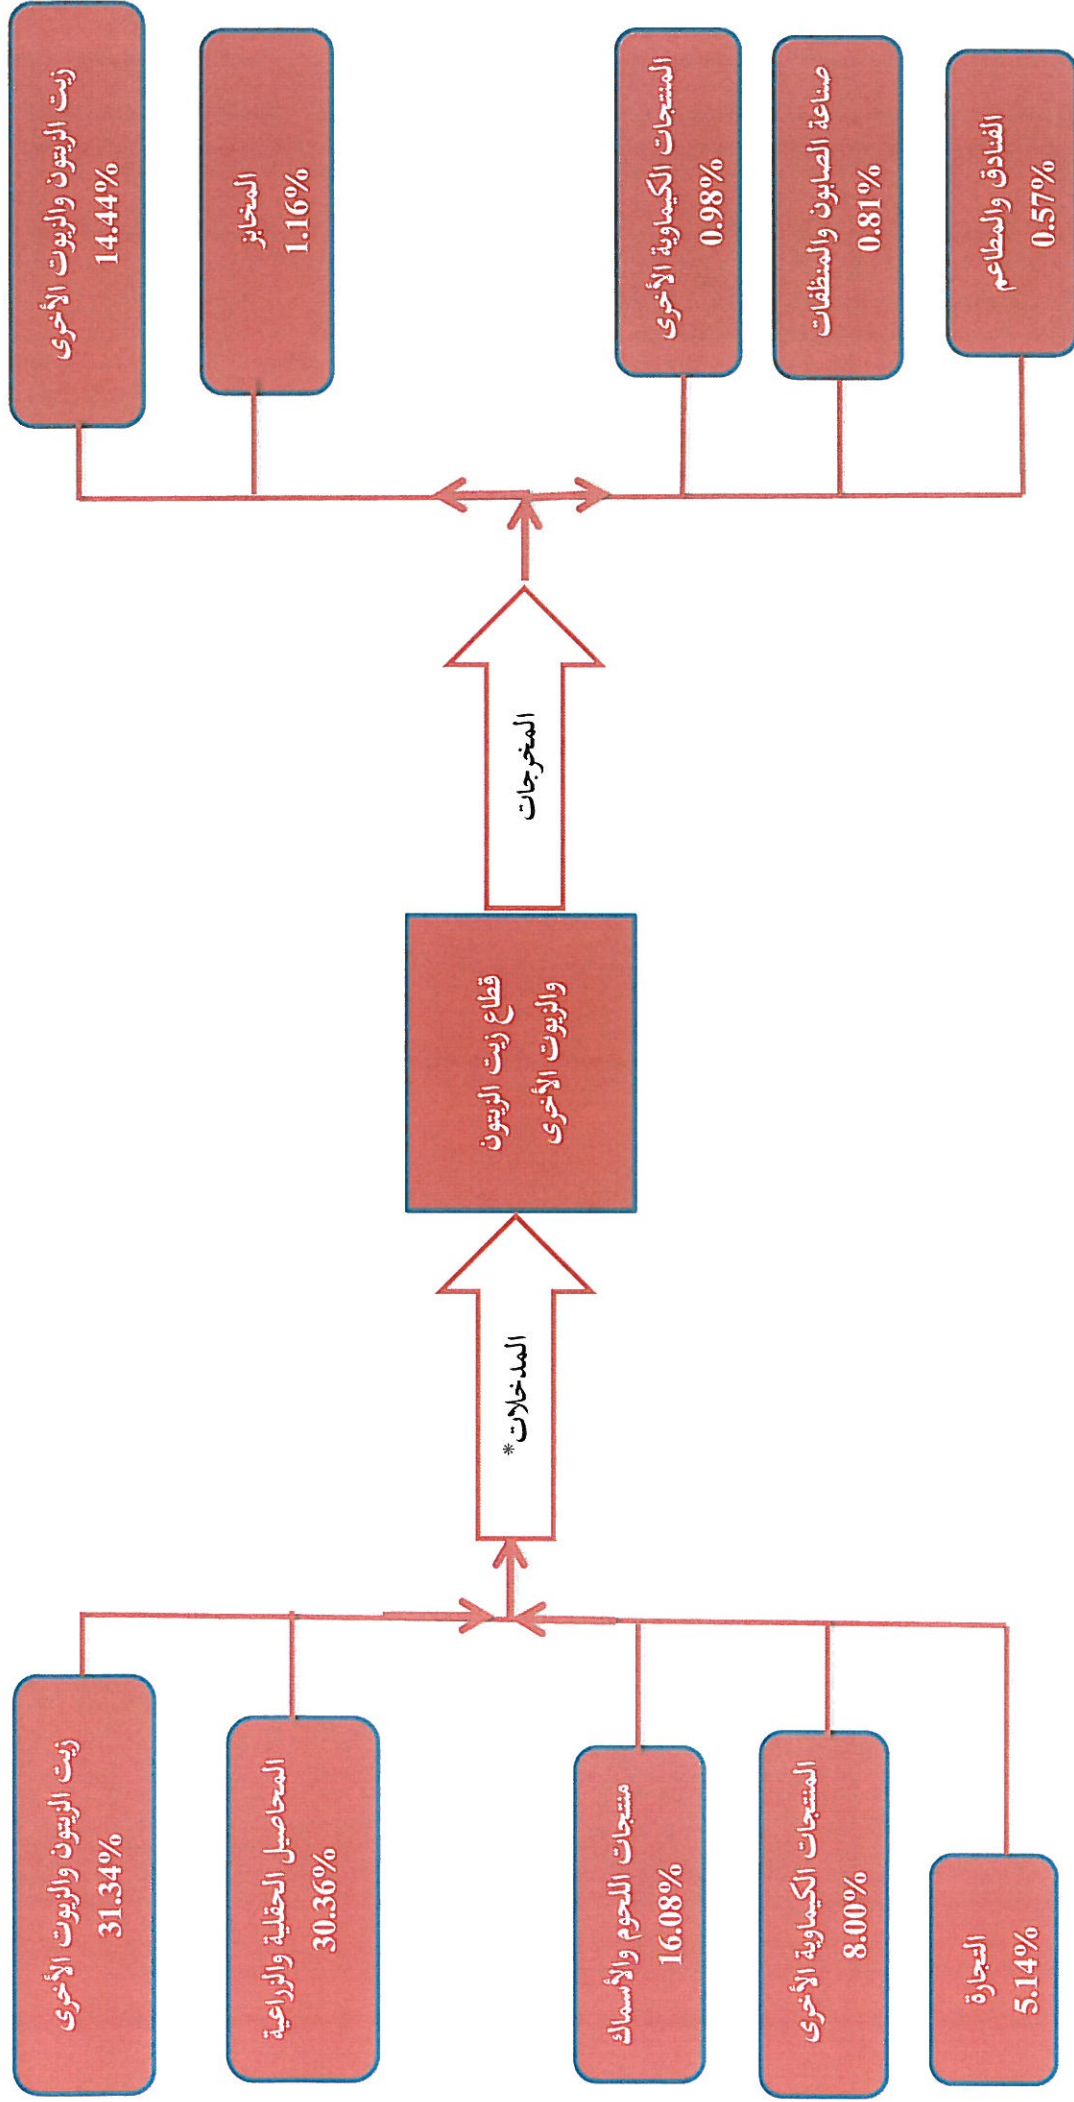 زيت الزيتون والزيوت الأخرى
31.34%
المحاصيل الحقلية والزراعية
30.36%
منتجات اللحوم والأسماك
16.08%
المنتجات الكيماوية الأخرى
8.00%
التجارة
5.14%
المدخلات*
قطاع زيت الزيتون
والزيوت الأخرى
المخرجات
زيت الزيتون والزيوت الأخرى
14.44%
المخابز
1.16%
المنتجات الكيماوية الأخرى
0.98%
صناعة الصابون والمنظفات
0.81%
الفنادق والمطاعم
0.57%